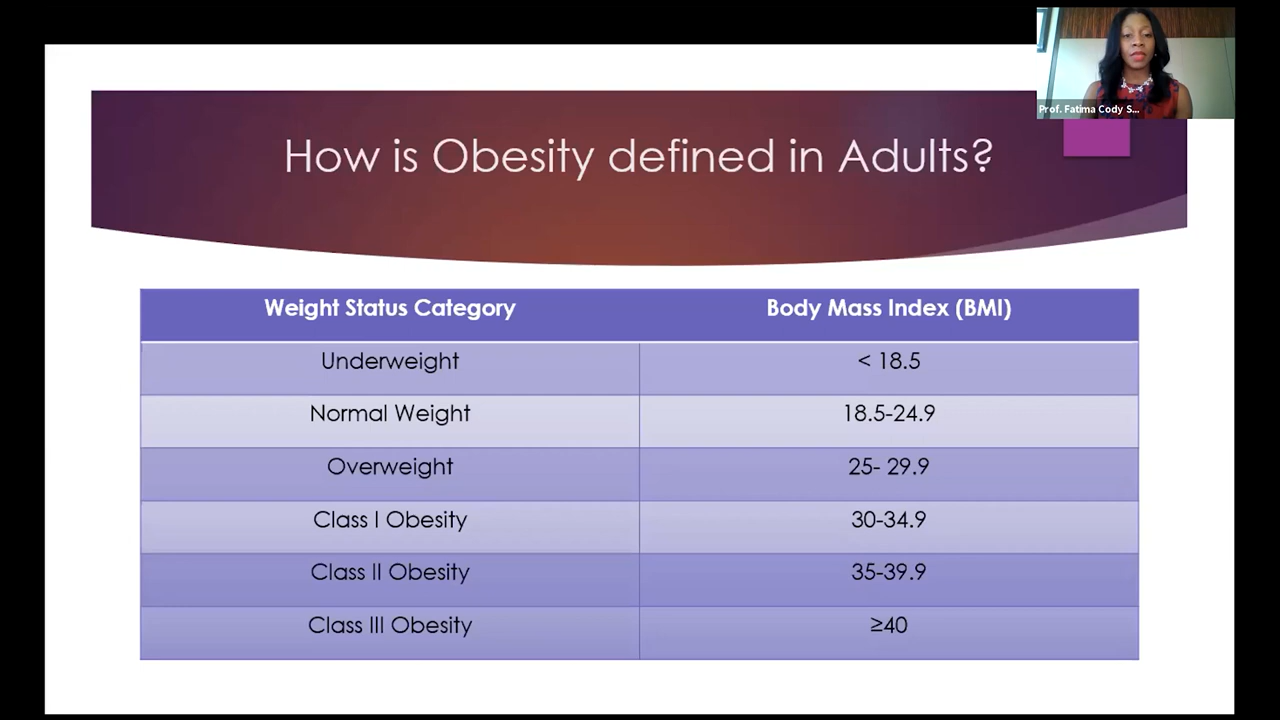 Prof. Fatima Cody S...
How is Obesity defined in Adults?
Weight Status Category Body Mass Index (BMI)
Underweight < 18.5
Normal Weight 18.5-24.9
Overweight 25- 29.9
Class I Obesity 30-34.9
Class II Obesity 35-39.9
Class III Obesity ≥40